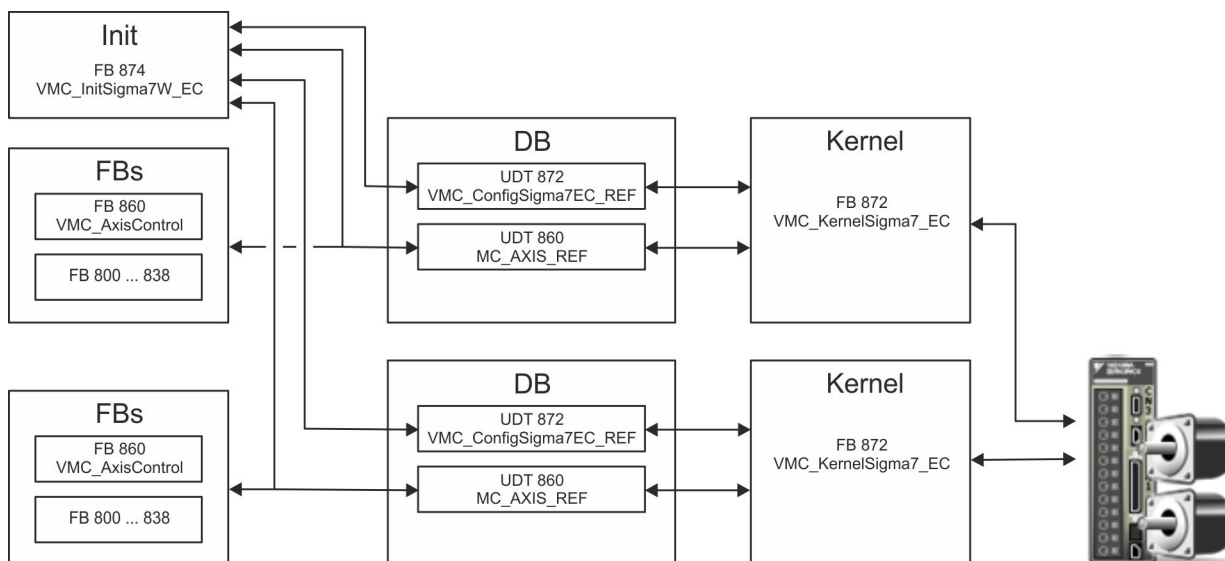 Init
FB 874
VMC_InitSigma7W_EC
FBs
FB 860
VMC_AxisControl
FB 800 ... 838
DB
UDT 872
VMC_ConfigSigma7EC_REF
UDT 860
MC_AXIS_REF
Kernel
FB 872
VMC_KernelSigma7_EC
FBs
FB 860
VMC_AxisControl
FB 800 ... 838
DB
UDT 872
VMC_ConfigSigma7EC_REF
UDT 860
MC_AXIS_REF
Kernel
FB 872
VMC_KernelSigma7_EC